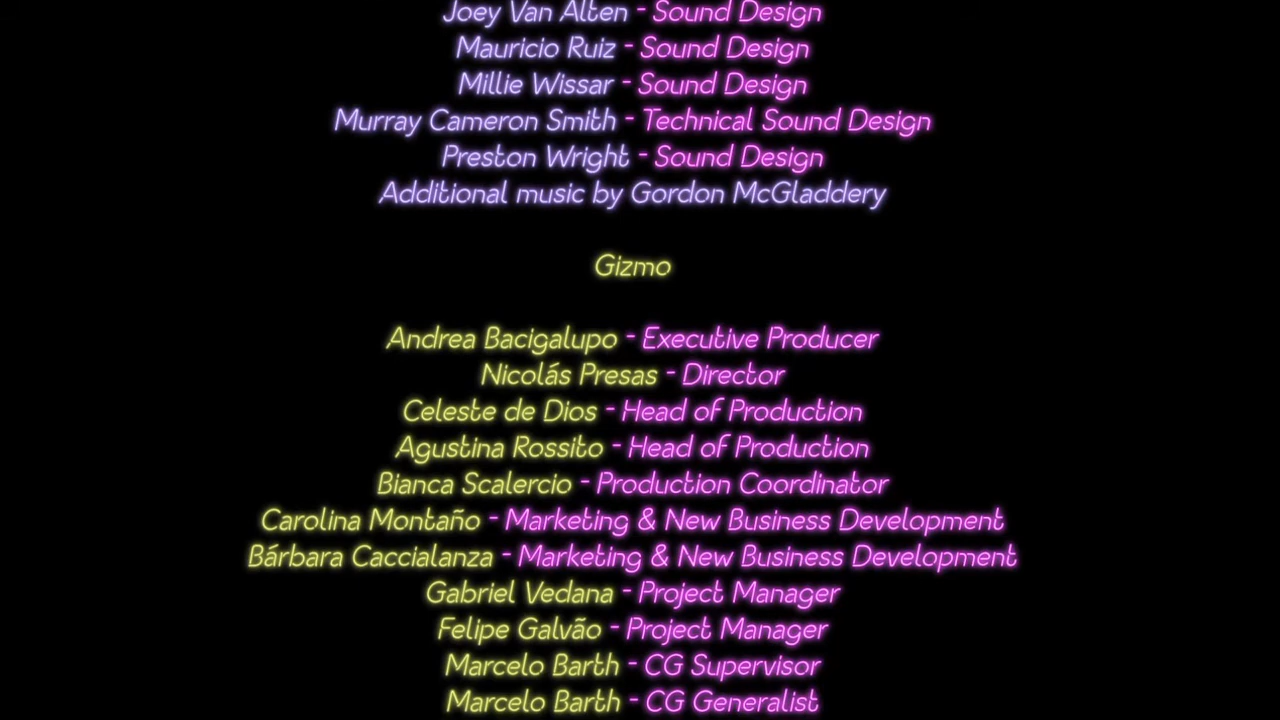 Joey Van Alten - Sound Design
Mauricio Ruiz - Sound Design
Millie Wissar - Sound Design
Murray Cameron Smith - Technical Sound Design
Preston Wright - Sound Design
Additional music by Gordon McGladdery
Gizmo
Andrea Bacigalupo - Executive Producer
Nicolás Presas - Director
Celeste de Dios - Head of Production
Agustina Rossito - Head of Production
Bianca Scalercio - Production Coordinator
Carolina Montaño - Marketing & New Business Development
Bárbara Caccialanza - Marketing & New Business Development
Gabriel Vedana - Project Manager
Felipe Galvão - Project Manager
Marcelo Barth - CG Supervisor
Marcelo Barth - CG Generalist